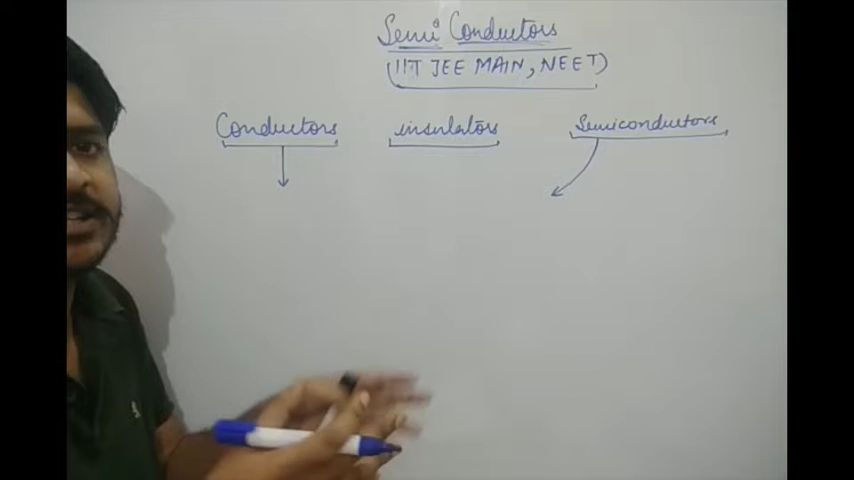 Semi Conductors
(IIT JEE MAIN, NEET)
Conductors insulators Semiconductors